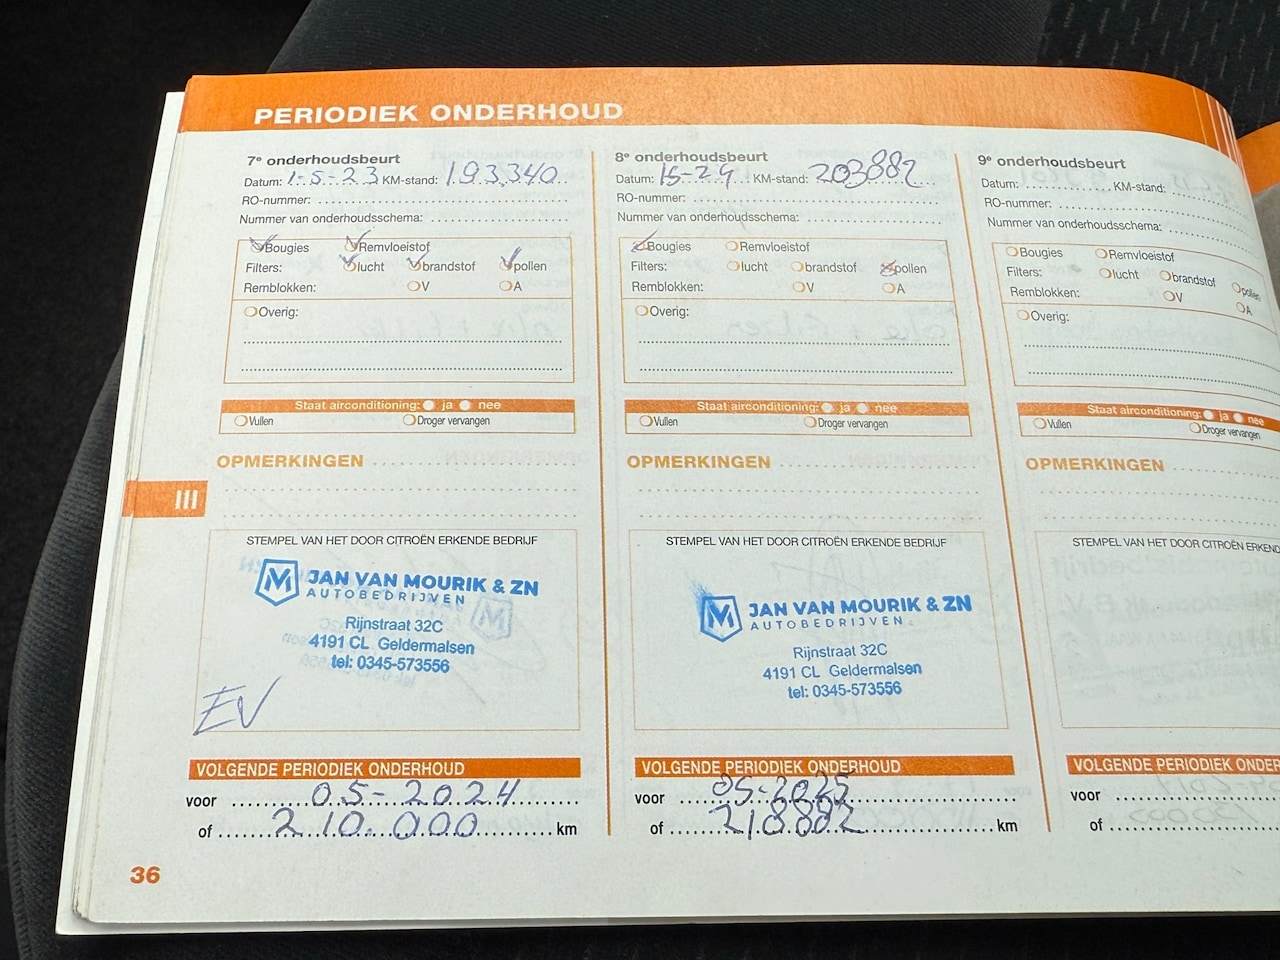 PERIODIEK ONDERHOUD
7e onderhoudsbeurt
Datum: 1-5-23 KM-stand: 193,340
RO-nummer:
Nummer van onderhoudsschema:
Bougies Remvloeistof
Filters: lucht brandstof pollen
Remblokken: V A
Overig:
Staat airconditioning: ja nee
Vullen Droger vervangen
OPMERKINGEN
STEMPEL VAN HET DOOR CITROËN ERKENDE BEDRIJF
JAN VAN MOURIK & ZN
AUTOBEDRIJVEN
Rijnstraat 32C
4191 CL Geldermalsen
tel: 0345-573556
EV
VOLGENDE PERIODIEK ONDERHOUD
voor 05-2024
of 210.000 km
8e onderhoudsbeurt
Datum: 15-24 KM-stand: 203882
RO-nummer:
Nummer van onderhoudsschema:
Bougies Remvloeistof
Filters: lucht brandstof pollen
Remblokken: V A
Overig:
Staat airconditioning: ja nee
Vullen Droger vervangen
OPMERKINGEN
STEMPEL VAN HET DOOR CITROËN ERKENDE BEDRIJF
JAN VAN MOURIK & ZN
AUTOBEDRIJVEN
Rijnstraat 32C
4191 CL Geldermalsen
tel: 0345-573556
VOLGENDE PERIODIEK ONDERHOUD
voor 05-2025
of 218882 km
9e onderhoudsbeurt
Datum: KM-stand:
RO-nummer:
Nummer van onderhoudsschema:
Bougies Remvloeistof
Filters: lucht brandstof pollen
Remblokken: V A
Overig:
Staat airconditioning: ja nee
Vullen Droger vervangen
OPMERKINGEN
STEMPEL VAN HET DOOR CITROËN ERKEND
VOLGENDE PERIODIEK ONDER
voor
of
III
36